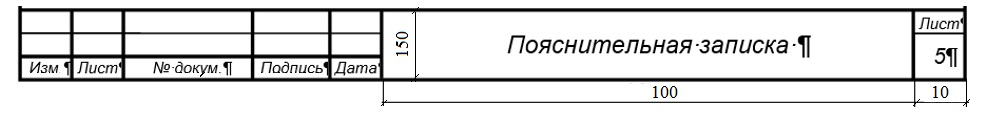 Лист¶
150
Пояснительная·записка·¶
5¶
Изм ¶ Лист¶ №·докум.¶ Подпись¶ Дата¶
100 10